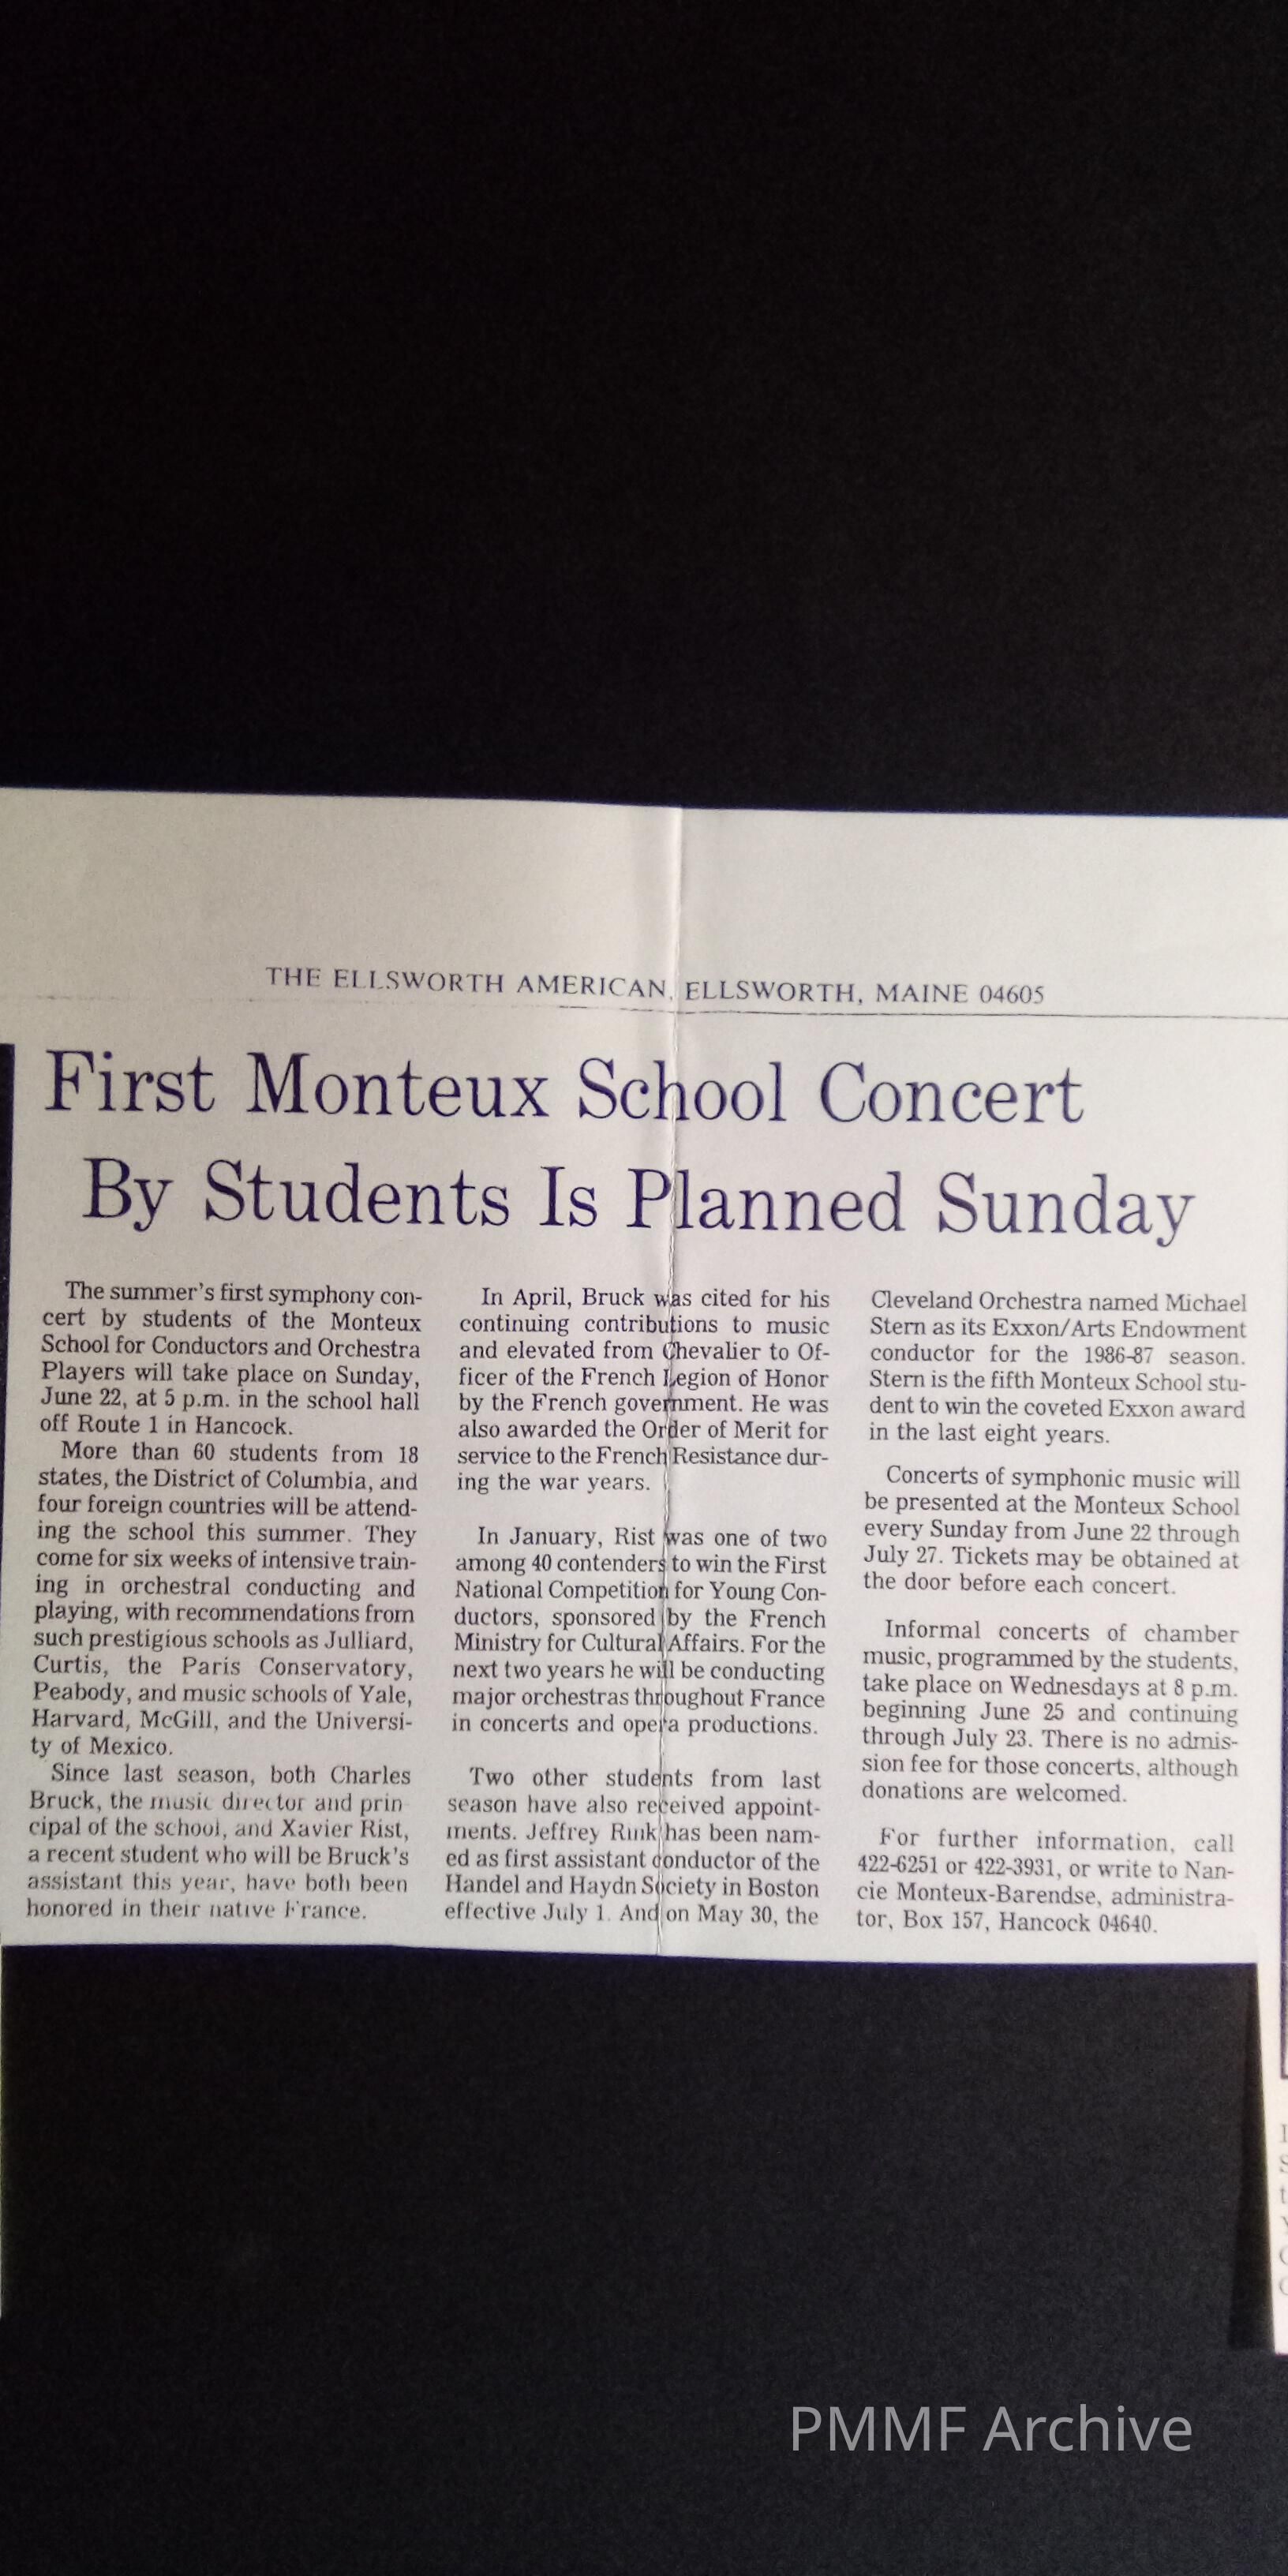 THE ELLSWORTH AMERICAN, ELLSWORTH, MAINE 04605
First Monteux School Concert
By Students Is Planned Sunday
The summer's first symphony con-
cert by students of the Monteux
School for Conductors and Orchestra
Players will take place on Sunday,
June 22, at 5 p.m. in the school hall
off Route 1 in Hancock.
More than 60 students from 18
states, the District of Columbia, and
four foreign countries will be attend-
ing the school this summer. They
come for six weeks of intensive train-
ing in orchestral conducting and
playing, with recommendations from
such prestigious schools as Julliard,
Curtis, the Paris Conservatory,
Peabody, and music schools of Yale,
Harvard, McGill, and the Universi-
ty of Mexico.
Since last season, both Charles
Bruck, the music director and prin
cipal of the school, and Xavier Rist,
a recent student who will be Bruck's
assistant this year, have both been
honored in their native France.
In April, Bruck was cited for his
continuing contributions to music
and elevated from Chevalier to Of-
ficer of the French Legion of Honor
by the French government. He was
also awarded the Order of Merit for
service to the French Resistance dur-
ing the war years.
In January, Rist was one of two
among 40 contenders to win the First
National Competition for Young Con-
ductors, sponsored by the French
Ministry for Cultural Affairs. For the
next two years he will be conducting
major orchestras throughout France
in concerts and opera productions.
Two other students from last
season have also received appoint-
ments. Jeffrey Rink has been nam-
ed as first assistant conductor of the
Handel and Haydn Society in Boston
effective July 1. And on May 30, the
Cleveland Orchestra named Michael
Stern as its Exxon/Arts Endowment
conductor for the 1986-87 season.
Stern is the fifth Monteux School stu-
dent to win the coveted Exxon award
in the last eight years.
Concerts of symphonic music will
be presented at the Monteux School
every Sunday from June 22 through
July 27. Tickets may be obtained at
the door before each concert.
Informal concerts of chamber
music, programmed by the students,
take place on Wednesdays at 8 p.m.
beginning June 25 and continuing
through July 23. There is no admis-
sion fee for those concerts, although
donations are welcomed.
For further information, call
422-6251 or 422-3931, or write to Nan-
cie Monteux-Barendse, administra-
tor, Box 157, Hancock 04640.
PMMF Archive